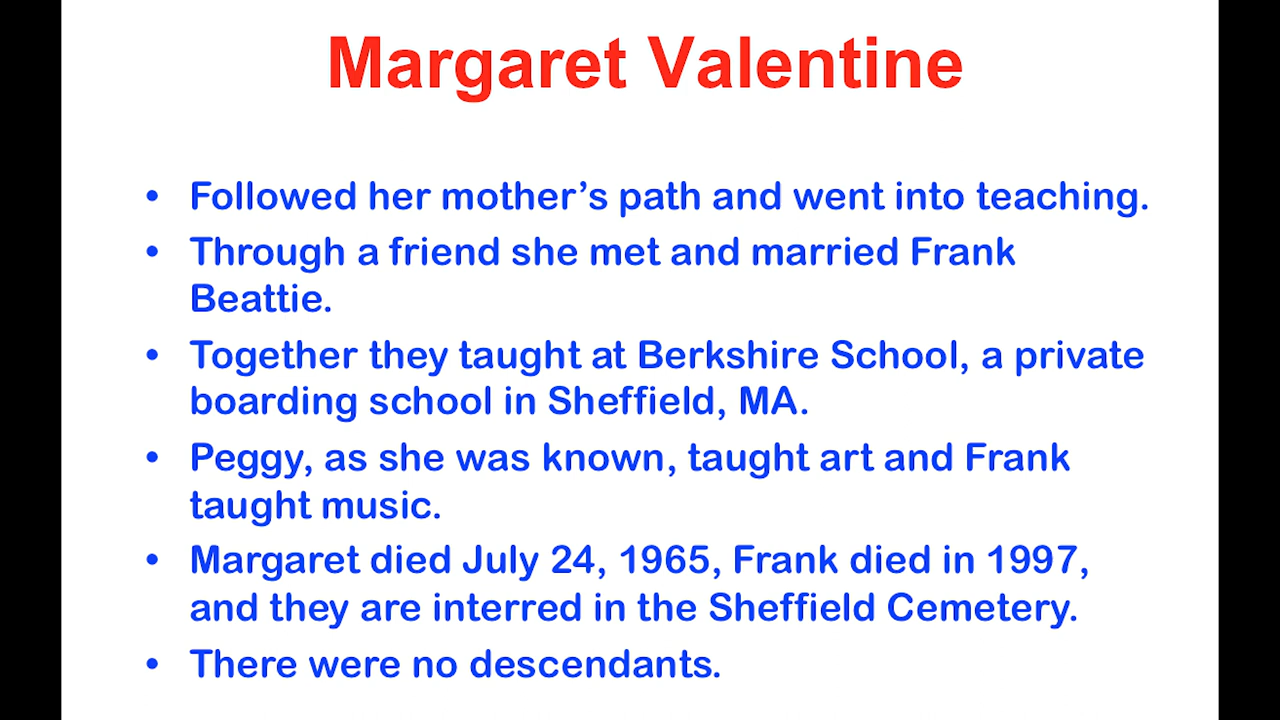 Margaret Valentine
• Followed her mother’s path and went into teaching.
• Through a friend she met and married Frank
Beattie.
• Together they taught at Berkshire School, a private
boarding school in Sheffield, MA.
• Peggy, as she was known, taught art and Frank
taught music.
• Margaret died July 24, 1965, Frank died in 1997,
and they are interred in the Sheffield Cemetery.
• There were no descendants.